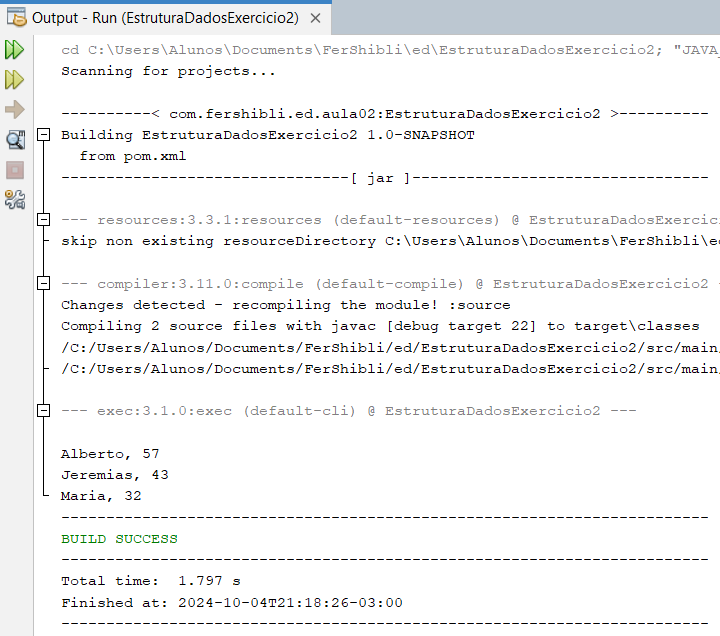 Output - Run (EstruturaDadosExercicio2) ×
cd C:\Users\Alunos\Documents\FerShibli\ed\EstruturaDadosExercicio2; "JAVA_
Scanning for projects...
----------< com.fershibli.ed.aula02:EstruturaDadosExercicio2 >----------
Building EstruturaDadosExercicio2 1.0-SNAPSHOT
  from pom.xml
--------------------------------[ jar ]---------------------------------
--- resources:3.3.1:resources (default-resources) @ EstruturaDadosExercic
skip non existing resourceDirectory C:\Users\Alunos\Documents\FerShibli\ed
--- compiler:3.11.0:compile (default-compile) @ EstruturaDadosExercicio2 -
Changes detected - recompiling the module! :source
Compiling 2 source files with javac [debug target 22] to target\classes
/C:/Users/Alunos/Documents/FerShibli/ed/EstruturaDadosExercicio2/src/main/
/C:/Users/Alunos/Documents/FerShibli/ed/EstruturaDadosExercicio2/src/main/
--- exec:3.1.0:exec (default-cli) @ EstruturaDadosExercicio2 ---
Alberto, 57
Jeremias, 43
Maria, 32
------------------------------------------------------------------------
BUILD SUCCESS
------------------------------------------------------------------------
Total time:  1.797 s
Finished at: 2024-10-04T21:18:26-03:00
------------------------------------------------------------------------